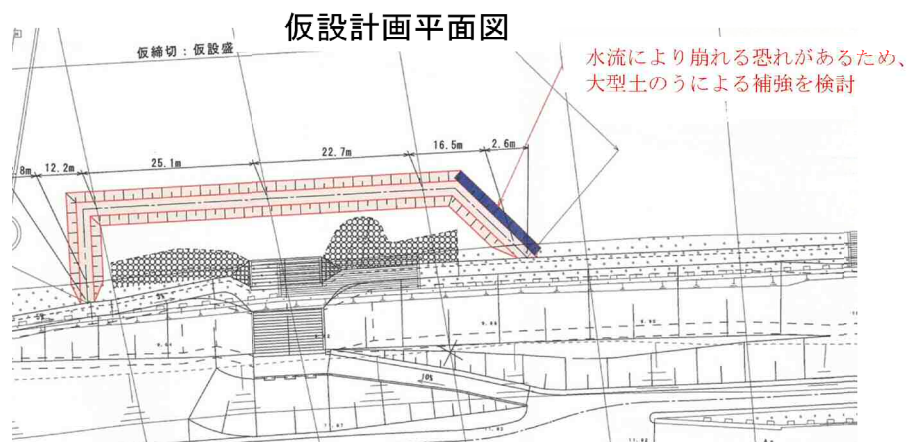 仮設計画平面図
仮締切：仮設盛
水流により崩れる恐れがあるため、
大型土のうによる補強を検討
8m
12.2m
25.1m
22.7m
16.5m
2.6m
10%
11.67